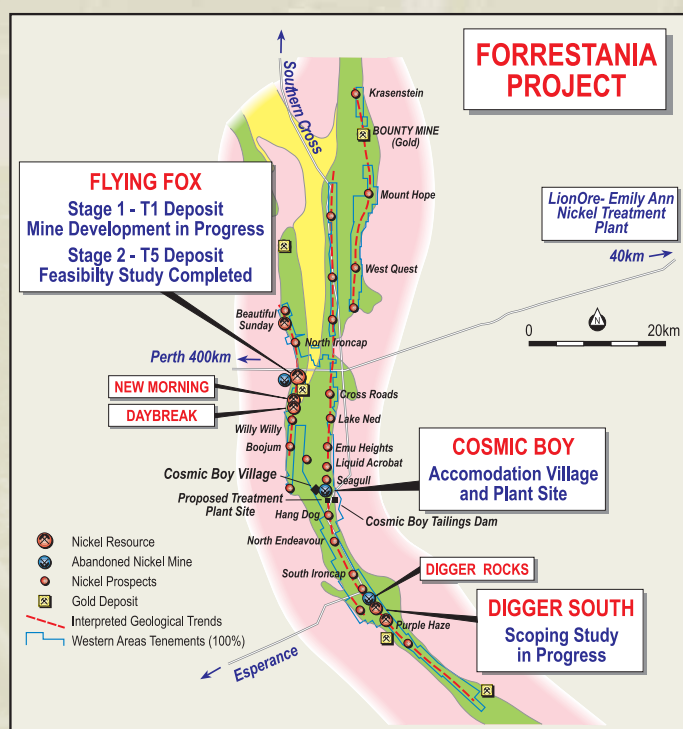 FORRESTANIA
PROJECT
Southern Cross
Krasenstein
BOUNTY MINE
(Gold)
Mount Hope
FLYING FOX
Stage 1 - T1 Deposit
Mine Development in Progress
Stage 2 - T5 Deposit
Feasibilty Study Completed
LionOre- Emily Ann
Nickel Treatment
Plant
40km
West Quest
Beautiful
Sunday
North Ironcap
N
0
20km
Perth 400km
NEW MORNING
DAYBREAK
Cross Roads
Willy Willy
Lake Ned
Boojum
Emu Heights
Liquid Acrobat
Seagull
Cosmic Boy Village
Proposed Treatment
Plant Site
COSMIC BOY
Accomodation Village
and Plant Site
Hang Dog
Cosmic Boy Tailings Dam
North Endeavour
South Ironcap
DIGGER ROCKS
DIGGER SOUTH
Scoping Study
in Progress
Purple Haze
Esperance
Nickel Resource
Abandoned Nickel Mine
Nickel Prospects
Gold Deposit
Interpreted Geological Trends
Western Areas Tenements (100%)